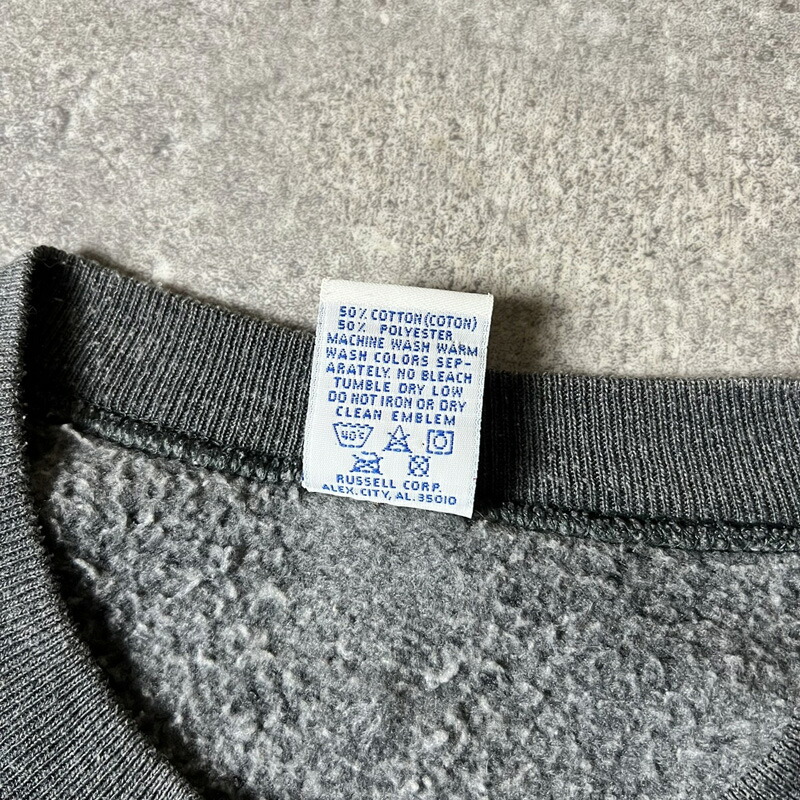 50% COTTON(COTON)
50% POLYESTER
MACHINE WASH WARM
WASH COLORS SEP-
ARATELY. NO BLEACH
TUMBLE DRY LOW
DO NOT IRON OR DRY
CLEAN EMBLEM
40°C
RUSSELL CORP.
ALEX. CITY, AL. 35010